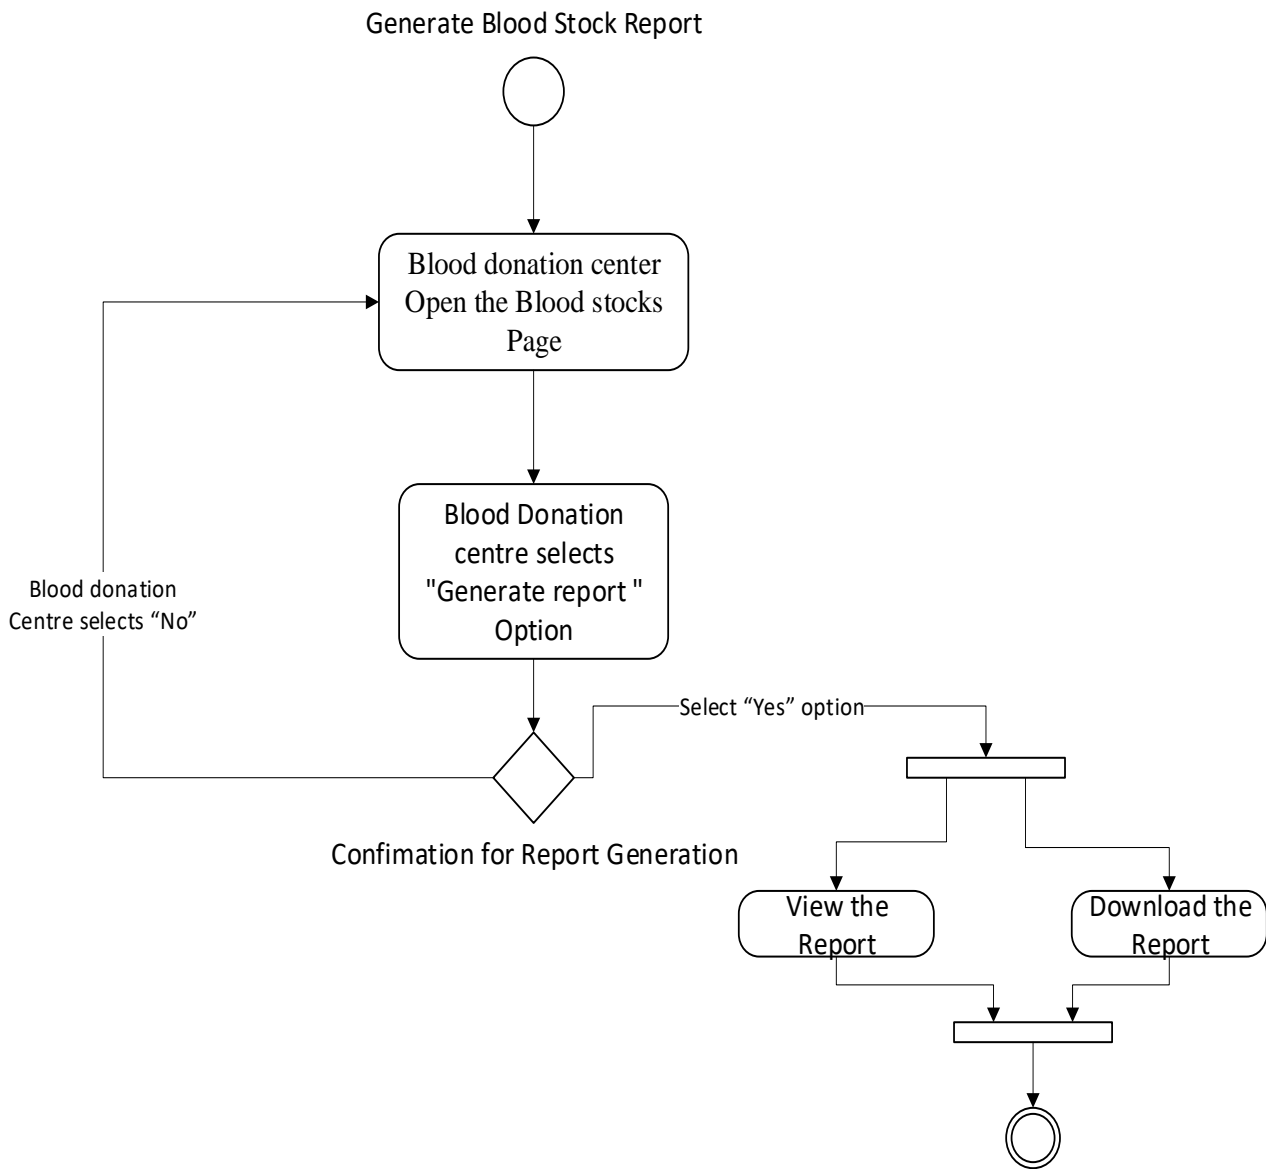 Generate Blood Stock Report
Blood donation center
Open the Blood stocks
Page
Blood Donation
centre selects
"Generate report "
Option
Blood donation
Centre selects “No”
Select “Yes” option
Confimation for Report Generation
View the
Report
Download the
Report